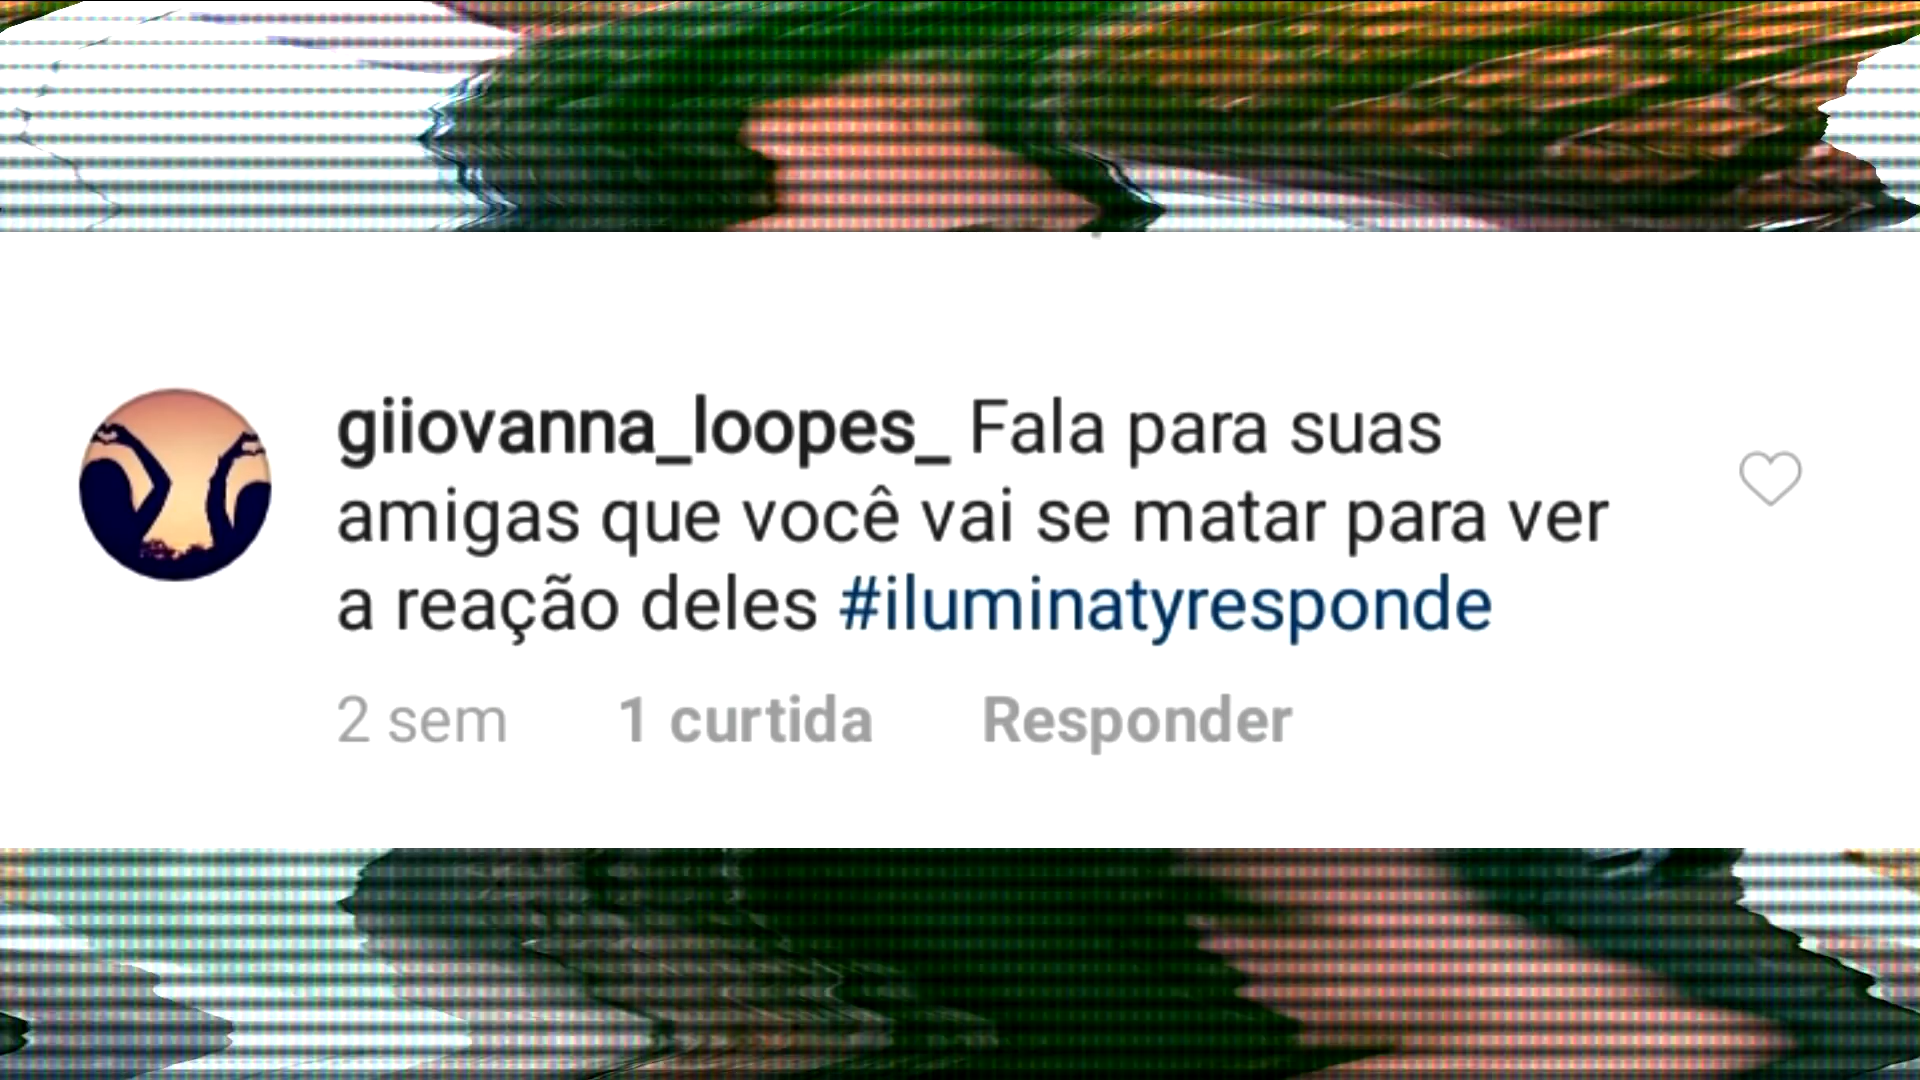 giiovanna_loopes_ Fala para suas
amigas que você vai se matar para ver
a reação deles #iluminatyresponde
2 sem 1 curtida Responder